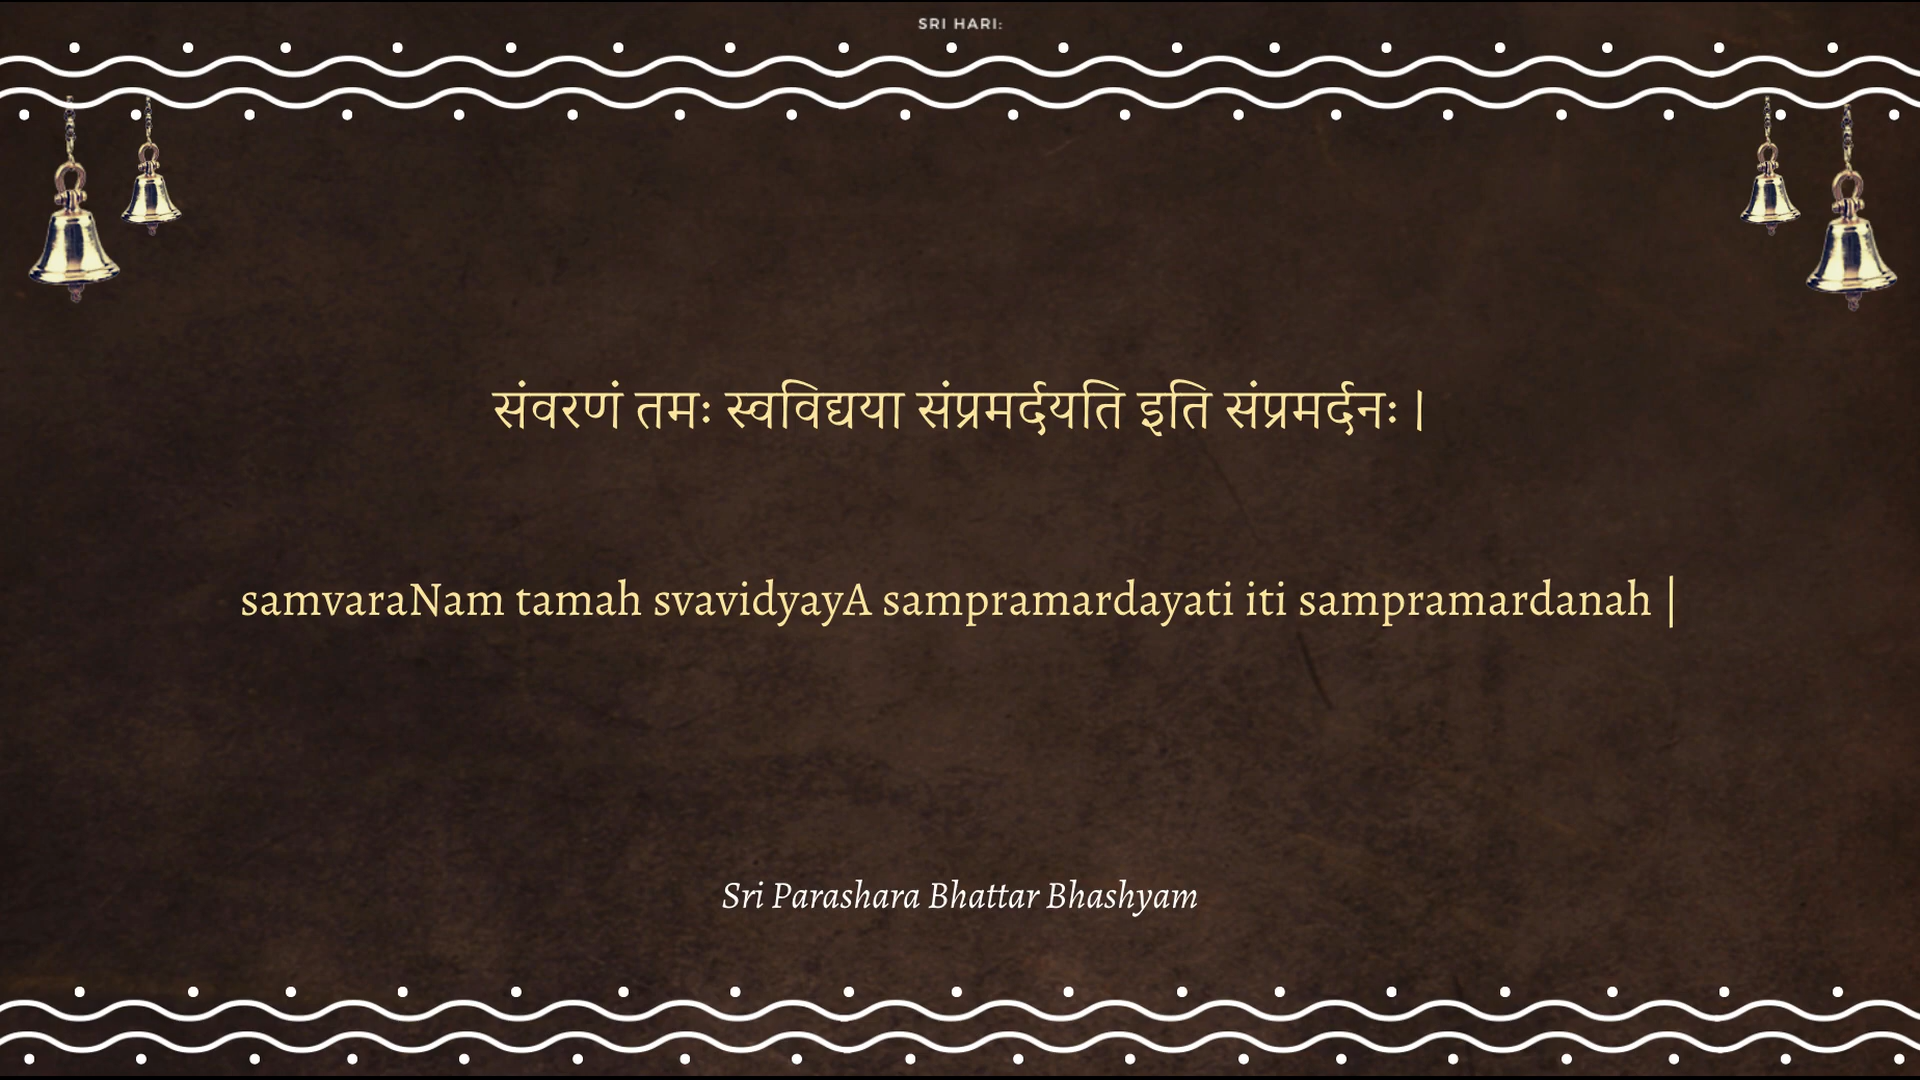 SRI HARI:
संवरणं तमः स्वविद्यया संप्रमर्दयति इति संप्रमर्दनः |
samvaraNam tamah svavidyayA sampramardayati iti sampramardanah |
Sri Parashara Bhattar Bhashyam